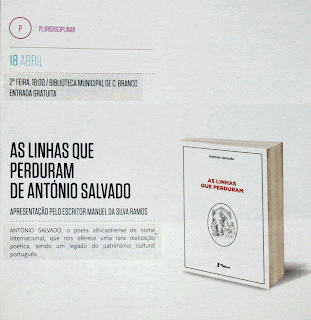 P
PLURIDISCIPLINAR
18 ABRIL
2ª FEIRA, 18:00 / BIBLIOTECA MUNICIPAL DE C. BRANCO
ENTRADA GRATUITA
AS LINHAS QUE
PERDURAM
DE ANTÓNIO SALVADO
APRESENTAÇÃO PELO ESCRITOR MANUEL DA SILVA RAMOS
ANTÓNIO SALVADO, o poeta albicastrense de nome
internacional, que nos oferece uma rara realização
poética, sendo um legado do património cultural
português.
António Salvado
AS LINHAS
QUE PERDURAM